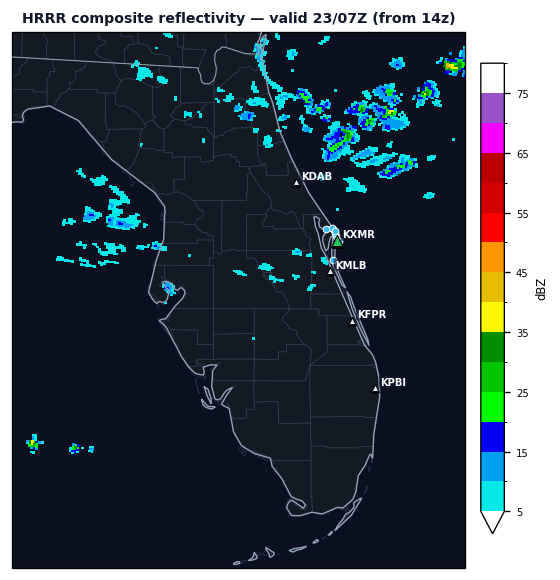 HRRR composite reflectivity — valid 23/07Z (from 14z)
KDAB
KXMR
KMLB
KFPR
KPBI
75
65
55
45
35
25
15
5
dBZ